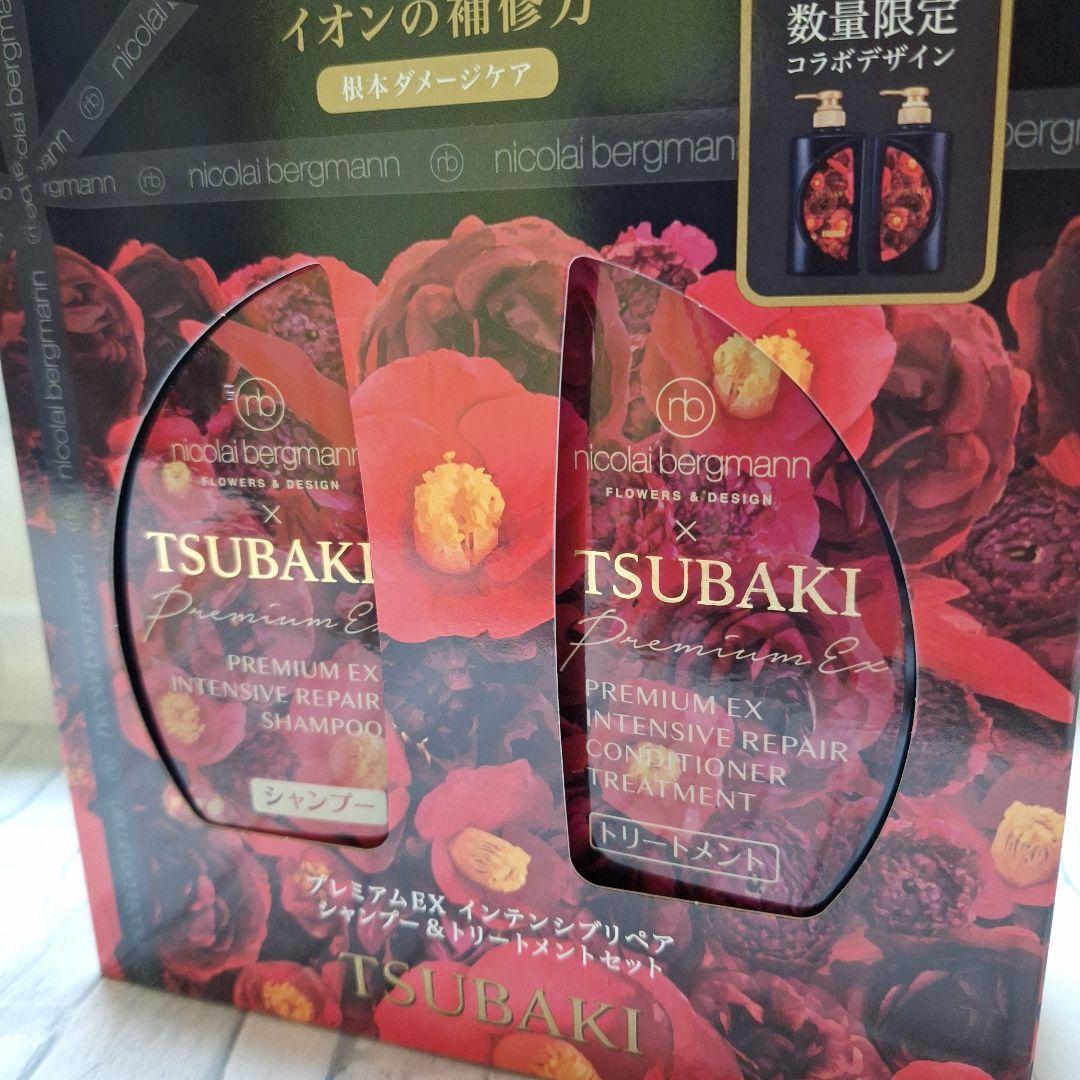 イオンの補修力
根本ダメージケア
数量限定
コラボデザイン
nicolai bergmann nb nicolai bergmann
nicolai bergmann
nb
nicolai bergmann
FLOWERS & DESIGN
×
TSUBAKI
Premium Ex
PREMIUM EX
INTENSIVE REPAIR
SHAMPOO
シャンプー
nb
nicolai bergmann
FLOWERS & DESIGN
×
TSUBAKI
Premium Ex
PREMIUM EX
INTENSIVE REPAIR
CONDITIONER
TREATMENT
トリートメント
プレミアムEX インテンシブリペア
シャンプー&トリートメントセット
TSUBAKI